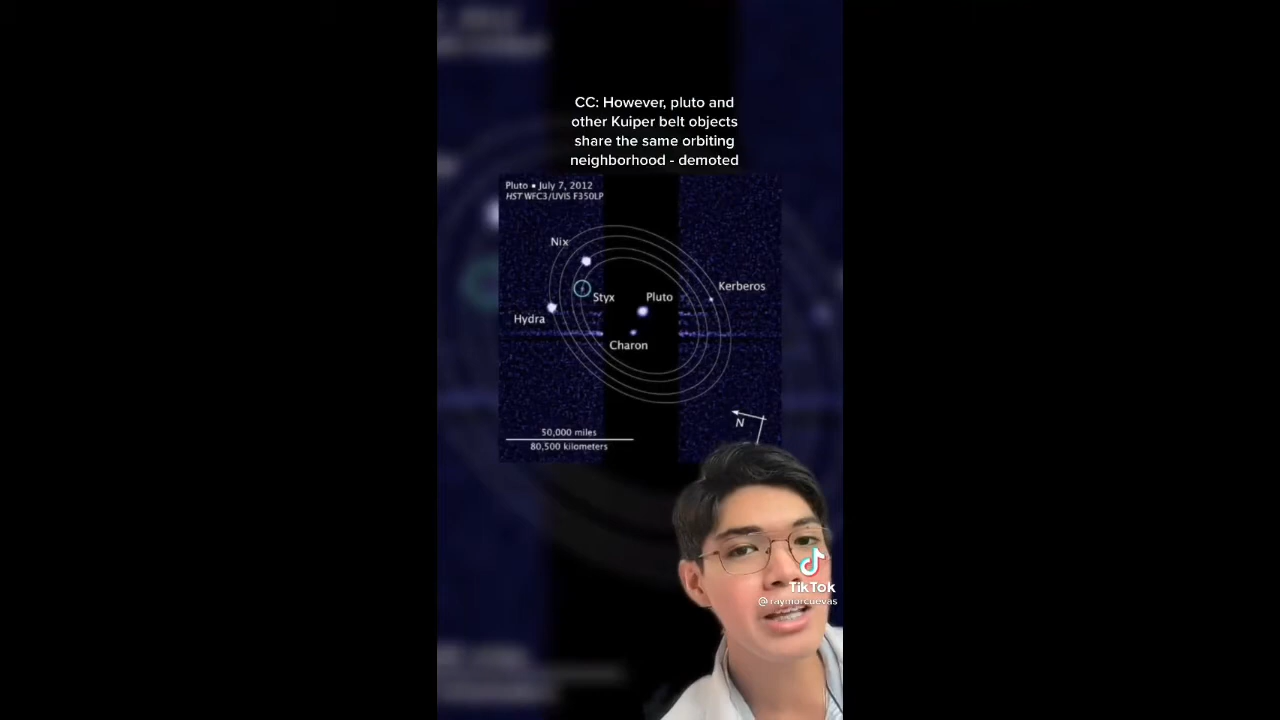 CC: However, pluto and
other Kuiper belt objects
share the same orbiting
neighborhood - demoted
Pluto ▪ July 7, 2012
HST WFC3/UVIS F350LP
Nix
Styx
Pluto
Kerberos
Hydra
Charon
N
50,000 miles
80,500 kilometers
TikTok
@raymorcuevas